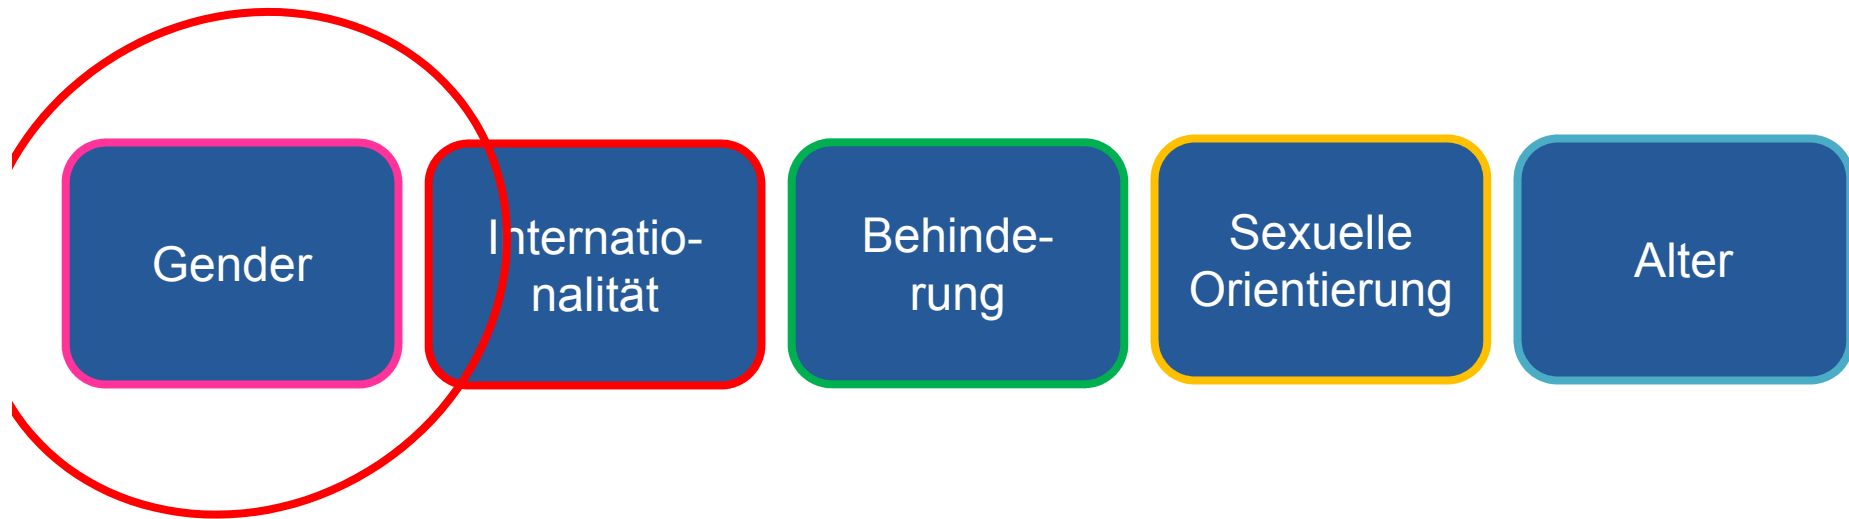 Gender
Internatio-
nalität
Behinde-
rung
Sexuelle
Orientierung
Alter